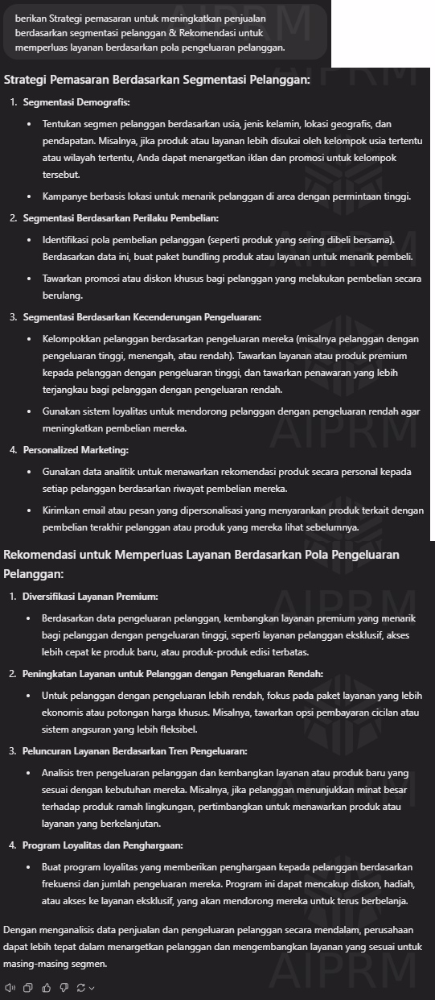 berikan Strategi pemasaran untuk meningkatkan penjualan
berdasarkan segmentasi pelanggan & Rekomendasi untuk
memperluas layanan berdasarkan pola pengeluaran pelanggan.
Strategi Pemasaran Berdasarkan Segmentasi Pelanggan:
1. Segmentasi Demografis:
• Tentukan segmen pelanggan berdasarkan usia, jenis kelamin, lokasi geografis, dan
pendapatan. Misalnya, jika produk atau layanan lebih disukai oleh kelompok usia tertentu
atau wilayah tertentu, Anda dapat menargetkan iklan dan promosi untuk kelompok
tersebut.
• Kampanye berbasis lokasi untuk menarik pelanggan di area dengan permintaan tinggi.
2. Segmentasi Berdasarkan Perilaku Pembelian:
• Identifikasi pola pembelian pelanggan (seperti produk yang sering dibeli bersama).
Berdasarkan data ini, buat paket bundling produk atau layanan untuk menarik pembeli.
• Tawarkan promosi atau diskon khusus bagi pelanggan yang melakukan pembelian secara
berulang.
3. Segmentasi Berdasarkan Kecenderungan Pengeluaran:
• Kelompokkan pelanggan berdasarkan pengeluaran mereka (misalnya pelanggan dengan
pengeluaran tinggi, menengah, atau rendah). Tawarkan layanan atau produk premium
kepada pelanggan dengan pengeluaran tinggi, dan tawarkan penawaran yang lebih
terjangkau bagi pelanggan dengan pengeluaran rendah.
• Gunakan sistem loyalitas untuk mendorong pelanggan dengan pengeluaran rendah agar
meningkatkan pembelian mereka.
4. Personalized Marketing:
• Gunakan data analitik untuk menawarkan rekomendasi produk secara personal kepada
setiap pelanggan berdasarkan riwayat pembelian mereka.
• Kirimkan email atau pesan yang dipersonalisasi yang menyarankan produk terkait dengan
pembelian terakhir pelanggan atau produk yang mereka lihat sebelumnya.
Rekomendasi untuk Memperluas Layanan Berdasarkan Pola Pengeluaran
Pelanggan:
1. Diversifikasi Layanan Premium:
• Berdasarkan data pengeluaran pelanggan, kembangkan layanan premium yang menarik
bagi pelanggan dengan pengeluaran tinggi, seperti layanan pelanggan eksklusif, akses
lebih cepat ke produk baru, atau produk-produk edisi terbatas.
2. Peningkatan Layanan untuk Pelanggan dengan Pengeluaran Rendah:
• Untuk pelanggan dengan pengeluaran lebih rendah, fokus pada paket layanan yang lebih
ekonomis atau potongan harga khusus. Misalnya, tawarkan opsi pembayaran cicilan atau
sistem angsuran yang lebih fleksibel.
3. Peluncuran Layanan Berdasarkan Tren Pengeluaran:
• Analisis tren pengeluaran pelanggan dan kembangkan layanan atau produk baru yang
sesuai dengan kebutuhan mereka. Misalnya, jika pelanggan menunjukkan minat besar
terhadap produk ramah lingkungan, pertimbangkan untuk menawarkan produk atau
layanan yang berkelanjutan.
4. Program Loyalitas dan Penghargaan:
• Buat program loyalitas yang memberikan penghargaan kepada pelanggan berdasarkan
frekuensi dan jumlah pengeluaran mereka. Program ini dapat mencakup diskon, hadiah,
atau akses ke layanan eksklusif, yang akan mendorong mereka untuk terus berbelanja.
Dengan menganalisis data penjualan dan pengeluaran pelanggan secara mendalam, perusahaan
dapat lebih tepat dalam menargetkan pelanggan dan mengembangkan layanan yang sesuai untuk
masing-masing segmen.
AIPRM
AIPRM
AIPRM
AIPRM
AIPRM
AIPRM
AIPRM